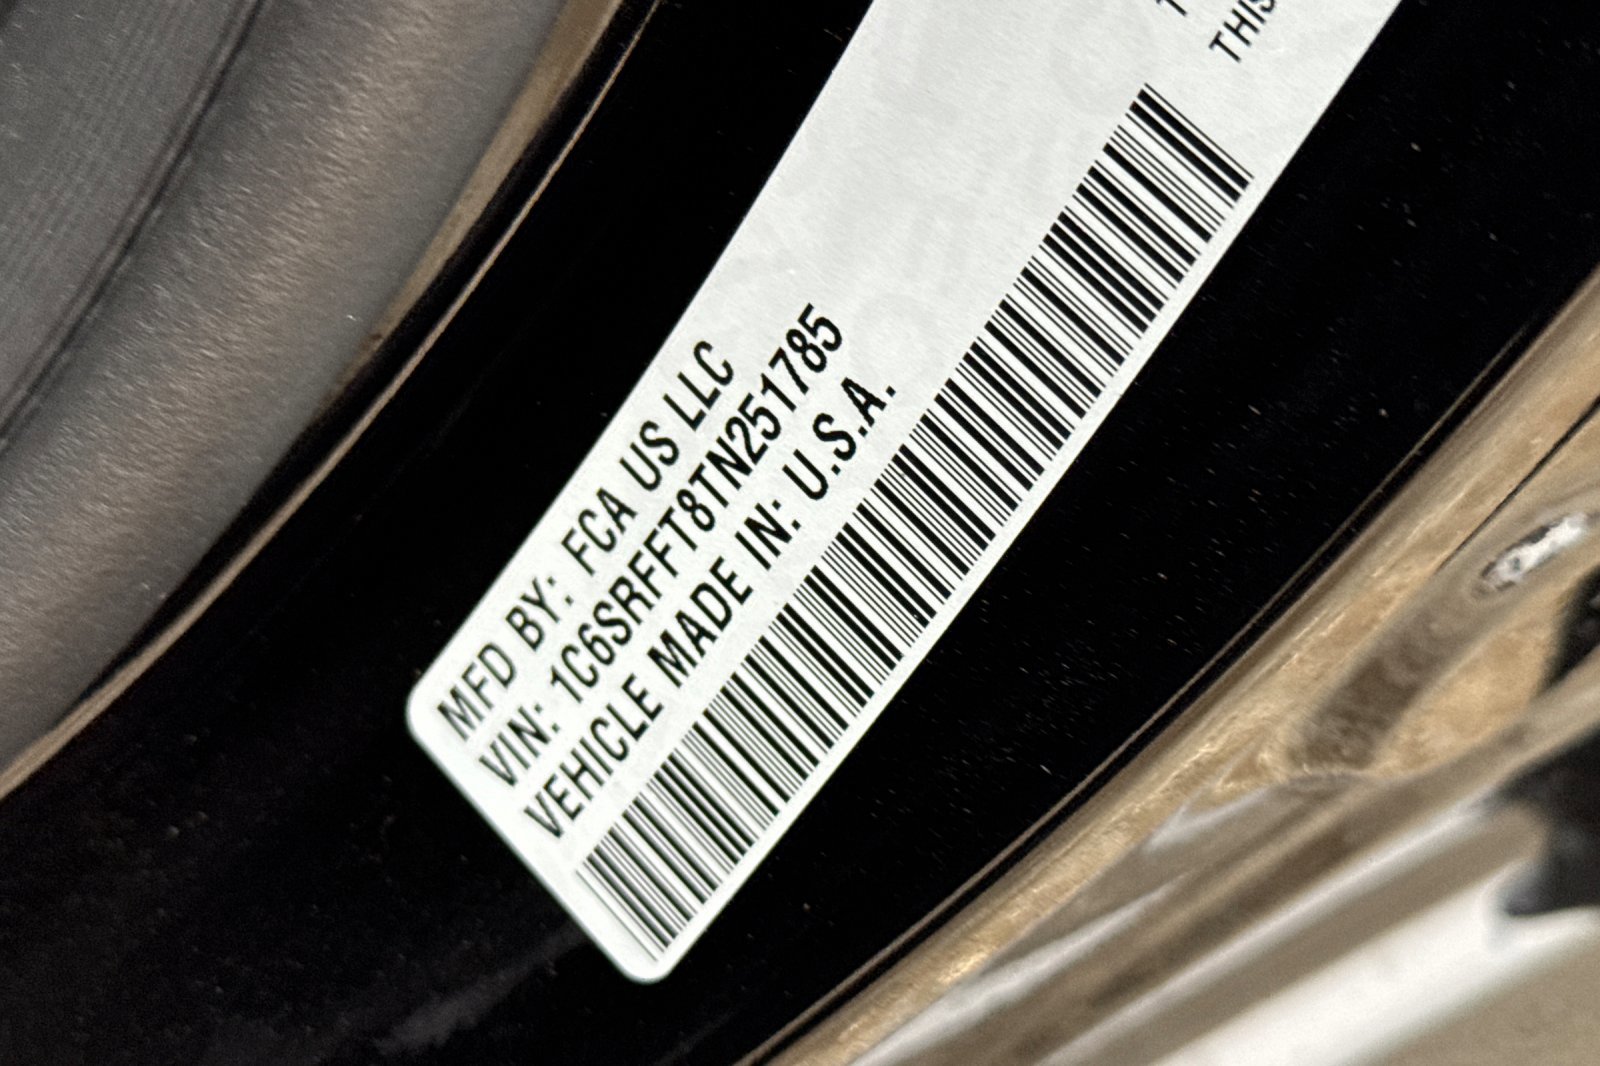 MFD BY: FCA US LLC
VIN: 1C6SRFFT8TN251785
VEHICLE MADE IN: U.S.A.
THIS